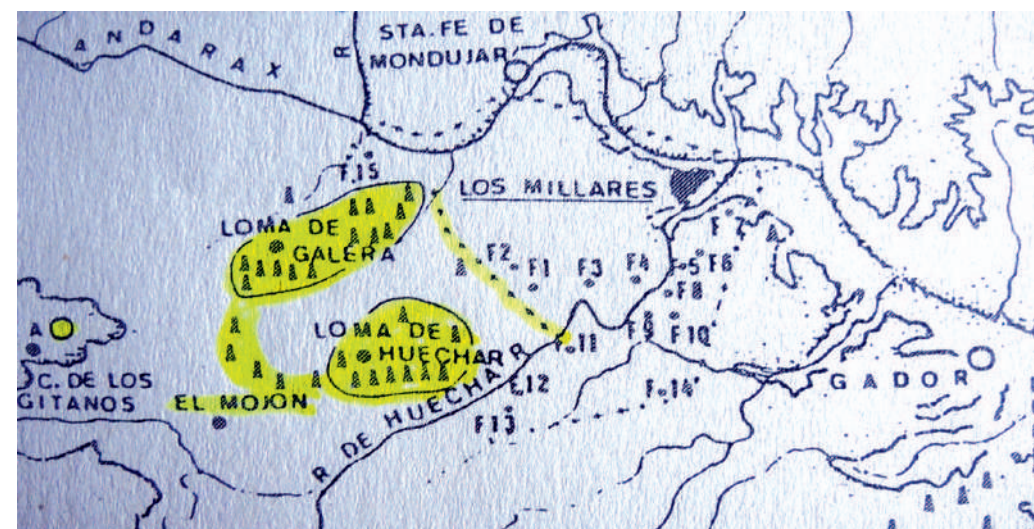 ANDARAX
R
STA. FE DE
MONDUJAR
F.15
LOS MILLARES
LOMA DE
GALERA
F2
F1
F3
F4
F5
F6
F7
F8
F9
F10
F.11
LOMA DE
HUECHAR
A
C. DE LOS
GITANOS
EL MOJON
F.12
F13
F.14
R DE HUECHAR
GADOR
S